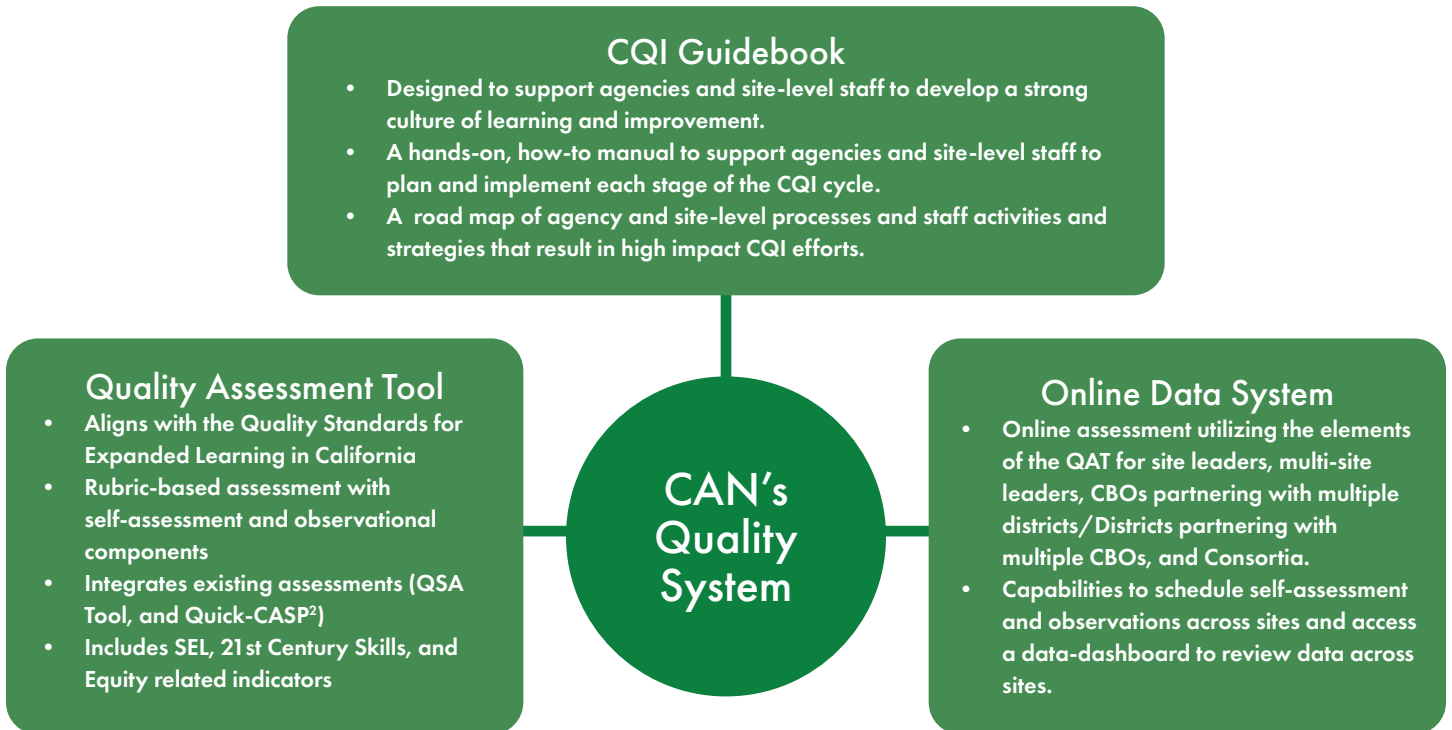 CQI Guidebook
• Designed to support agencies and site-level staff to develop a strong
culture of learning and improvement.
• A hands-on, how-to manual to support agencies and site-level staff to
plan and implement each stage of the CQI cycle.
• A  road map of agency and site-level processes and staff activities and
strategies that result in high impact CQI efforts.
Quality Assessment Tool
• Aligns with the Quality Standards for
Expanded Learning in California
• Rubric-based assessment with
self-assessment and observational
components
• Integrates existing assessments (QSA
Tool, and Quick-CASP²)
• Includes SEL, 21st Century Skills, and
Equity related indicators
CAN’s
Quality
System
Online Data System
• Online assessment utilizing the elements
of the QAT for site leaders, multi-site
leaders, CBOs partnering with multiple
districts/Districts partnering with
multiple CBOs, and Consortia.
• Capabilities to schedule self-assessment
and observations across sites and access
a data-dashboard to review data across
sites.